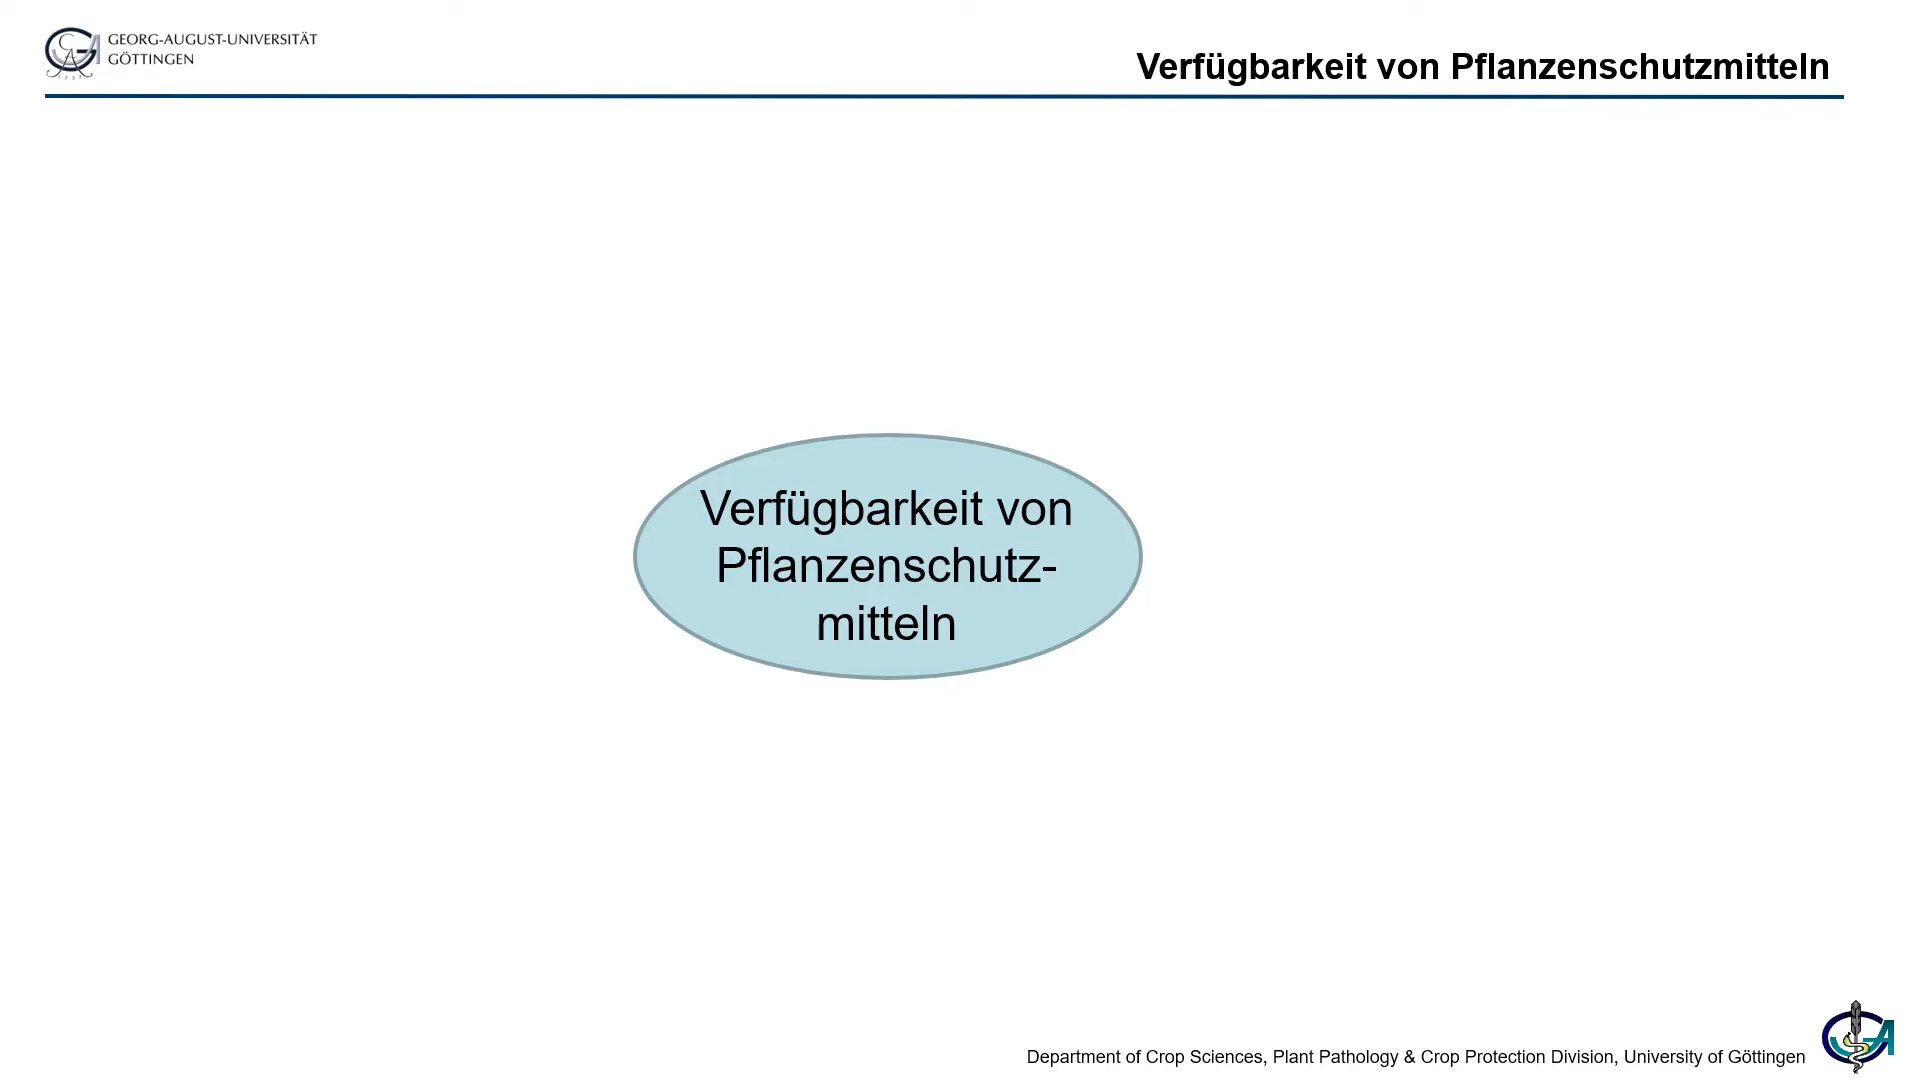 GEORG-AUGUST-UNIVERSITÄT
GÖTTINGEN
Verfügbarkeit von Pflanzenschutzmitteln
Verfügbarkeit von
Pflanzenschutz-
mitteln
Department of Crop Sciences, Plant Pathology & Crop Protection Division, University of Göttingen